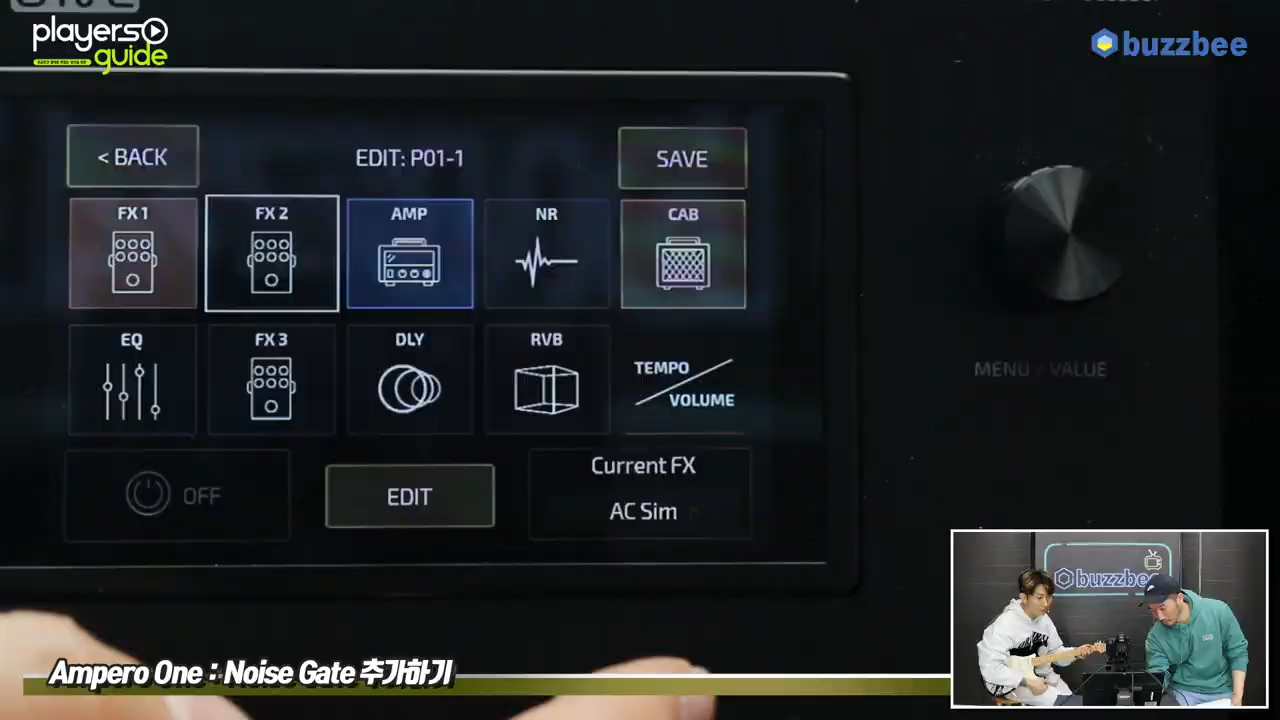 players
guide
buzzbee
< BACK
EDIT: P01-1
SAVE
FX 1
FX 2
AMP
NR
CAB
EQ
FX 3
DLY
RVB
TEMPO
VOLUME
MENU / VALUE
OFF
EDIT
Current FX
AC Sim
buzzbee
Ampero One : Noise Gate 추가하기